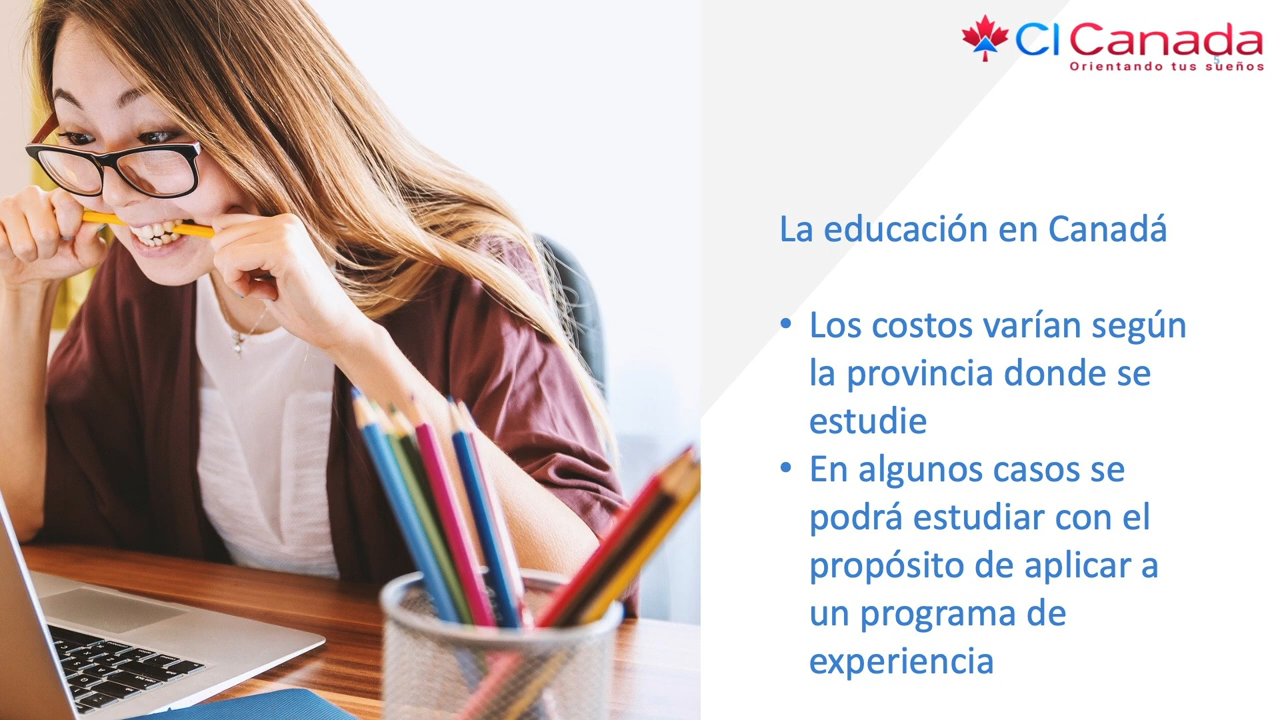 CI Canada
Orientando tus sueños
5
La educación en Canadá
• Los costos varían según
la provincia donde se
estudie
• En algunos casos se
podrá estudiar con el
propósito de aplicar a
un programa de
experiencia